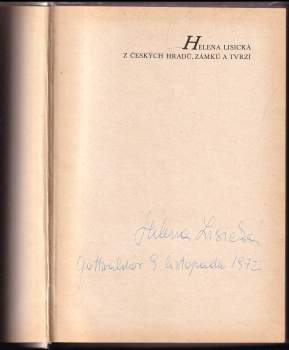 HELENA LISICKÁ
Z ČESKÝCH HRADŮ, ZÁMKŮ A TVRZÍ
Helena Lisická
Gottwaldov 9. listopadu 1972